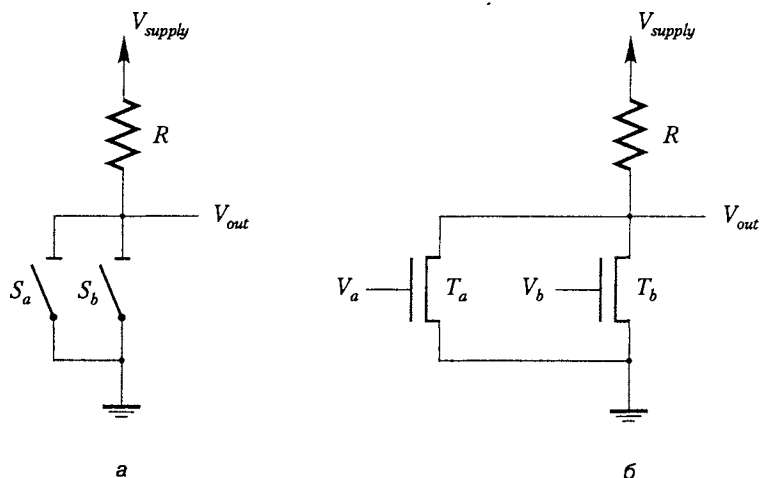 V_supply V_supply
R R
V_out V_out
S_a S_b V_a T_a V_b T_b
а б